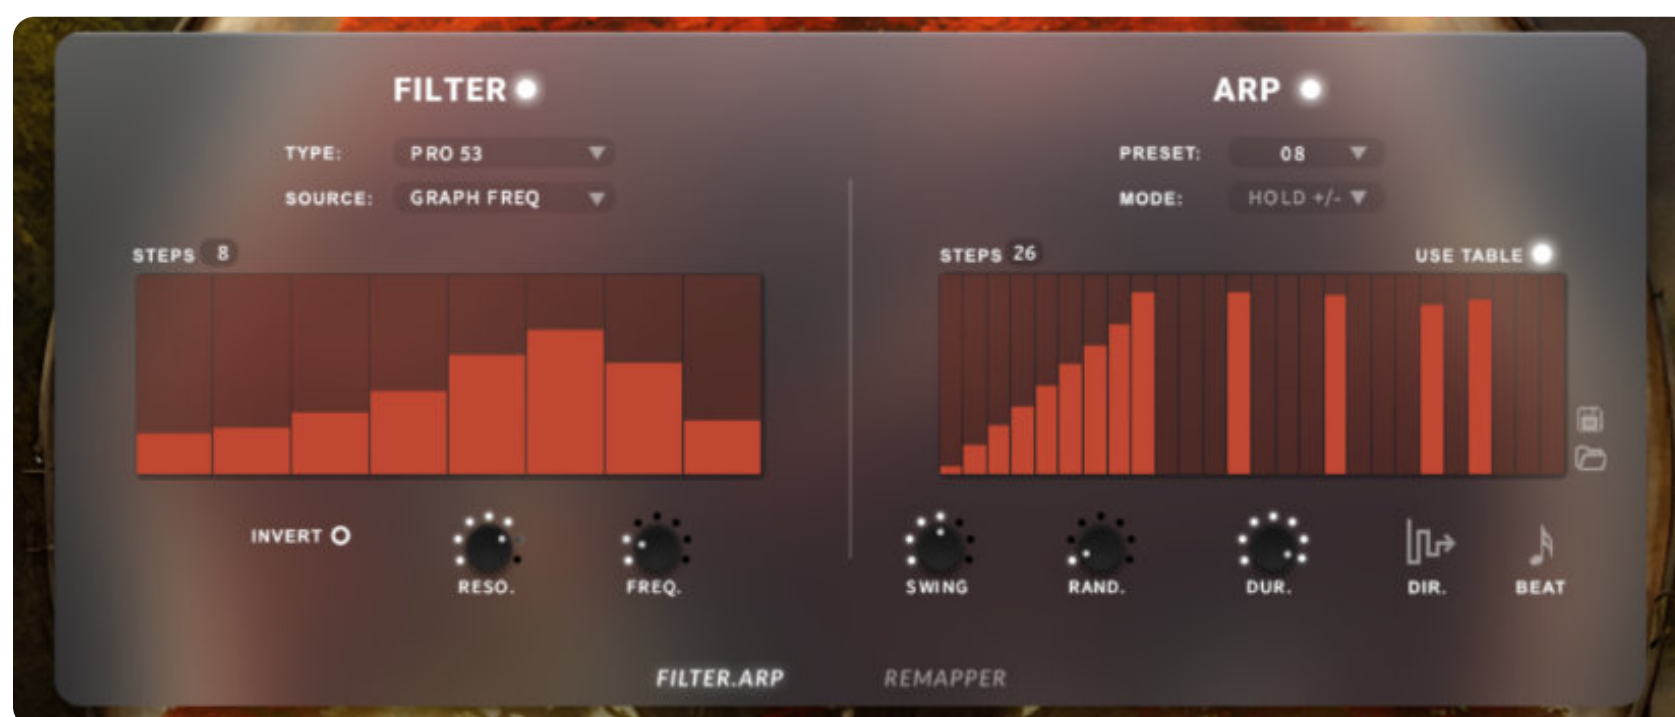 FILTER
TYPE: PRO 53
SOURCE: GRAPH FREQ
STEPS 8
INVERT
RESO.
FREQ.
ARP
PRESET: 08
MODE: HOLD +/-
STEPS 26
USE TABLE
SWING
RAND.
DUR.
DIR.
BEAT
FILTER.ARP
REMAPPER